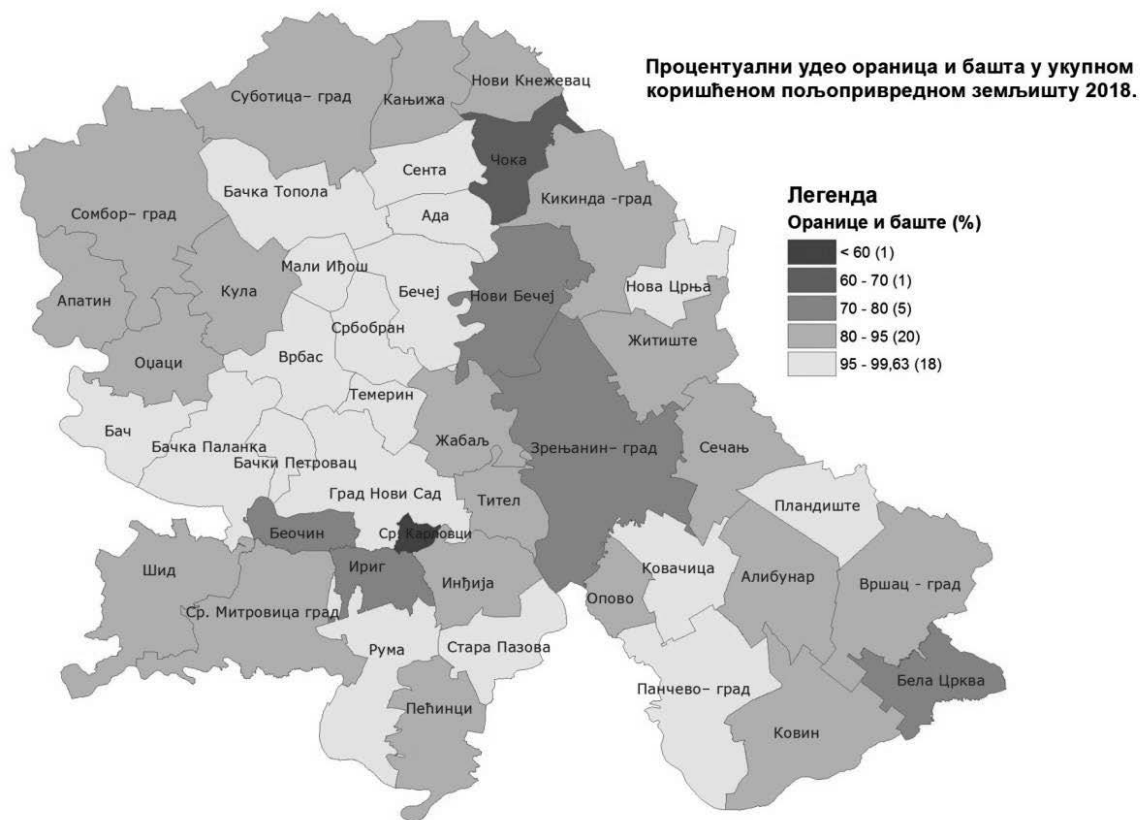 Процентуални удео ораница и башта у укупном
коришћеном пољопривредном земљишту 2018.
Легенда
Оранице и баште (%)
< 60 (1)
60 - 70 (1)
70 - 80 (5)
80 - 95 (20)
95 - 99,63 (18)
Суботица- град
Кањижа
Нови Кнежевац
Чока
Сента
Бачка Топола
Кикинда -град
Сомбор- град
Ада
Мали Иђош
Нова Црња
Апатин
Кула
Бечеј
Нови Бечеј
Србобран
Житиште
Оџаци
Врбас
Темерин
Бач
Бачка Паланка
Жабаљ
Зрењанин- град
Сечањ
Бачки Петровац
Град Нови Сад
Тител
Пландиште
Беочин
Ср. Карловци
Шид
Ириг
Инђија
Ковачица
Алибунар
Вршац - град
Опово
Ср. Митровица град
Рума
Стара Пазова
Бела Црква
Панчево- град
Пећинци
Ковин